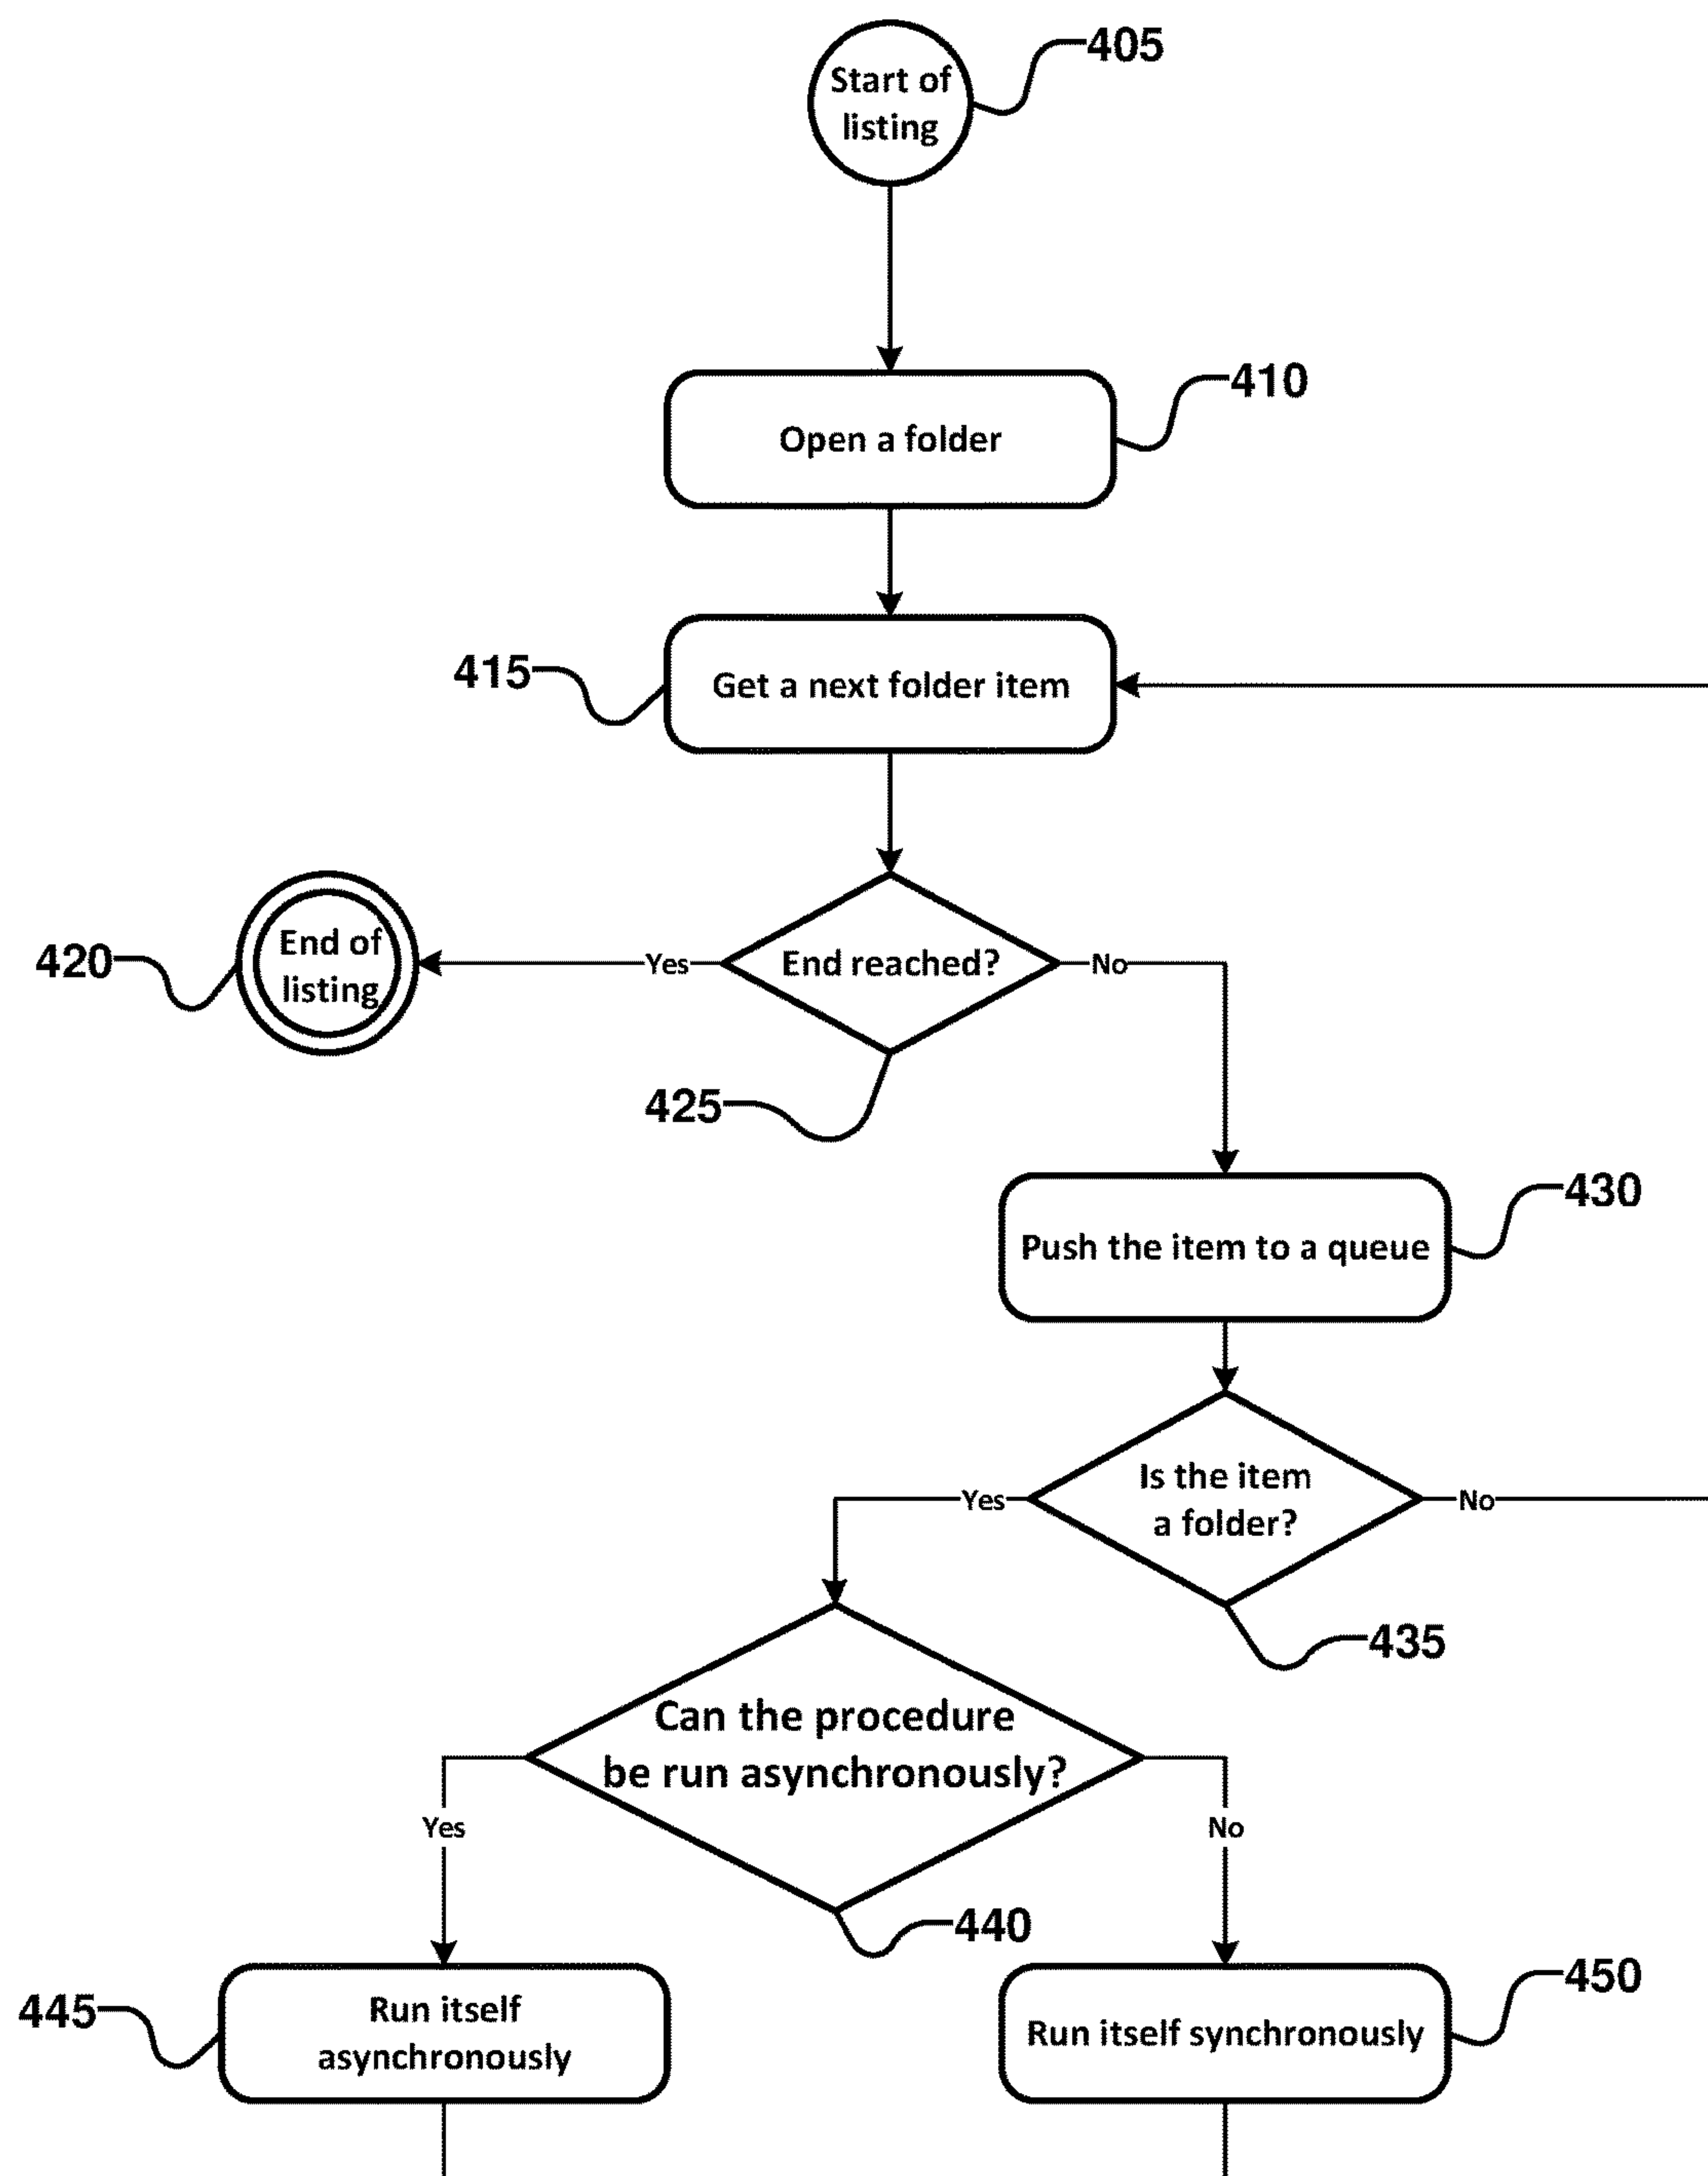 Start of
listing
405
Open a folder
410
415
Get a next folder item
420
End of
listing
Yes
End reached?
No
425
430
Push the item to a queue
Yes
Is the item
a folder?
No
435
Can the procedure
be run asynchronously?
Yes
No
440
445
Run itself
asynchronously
450
Run itself synchronously